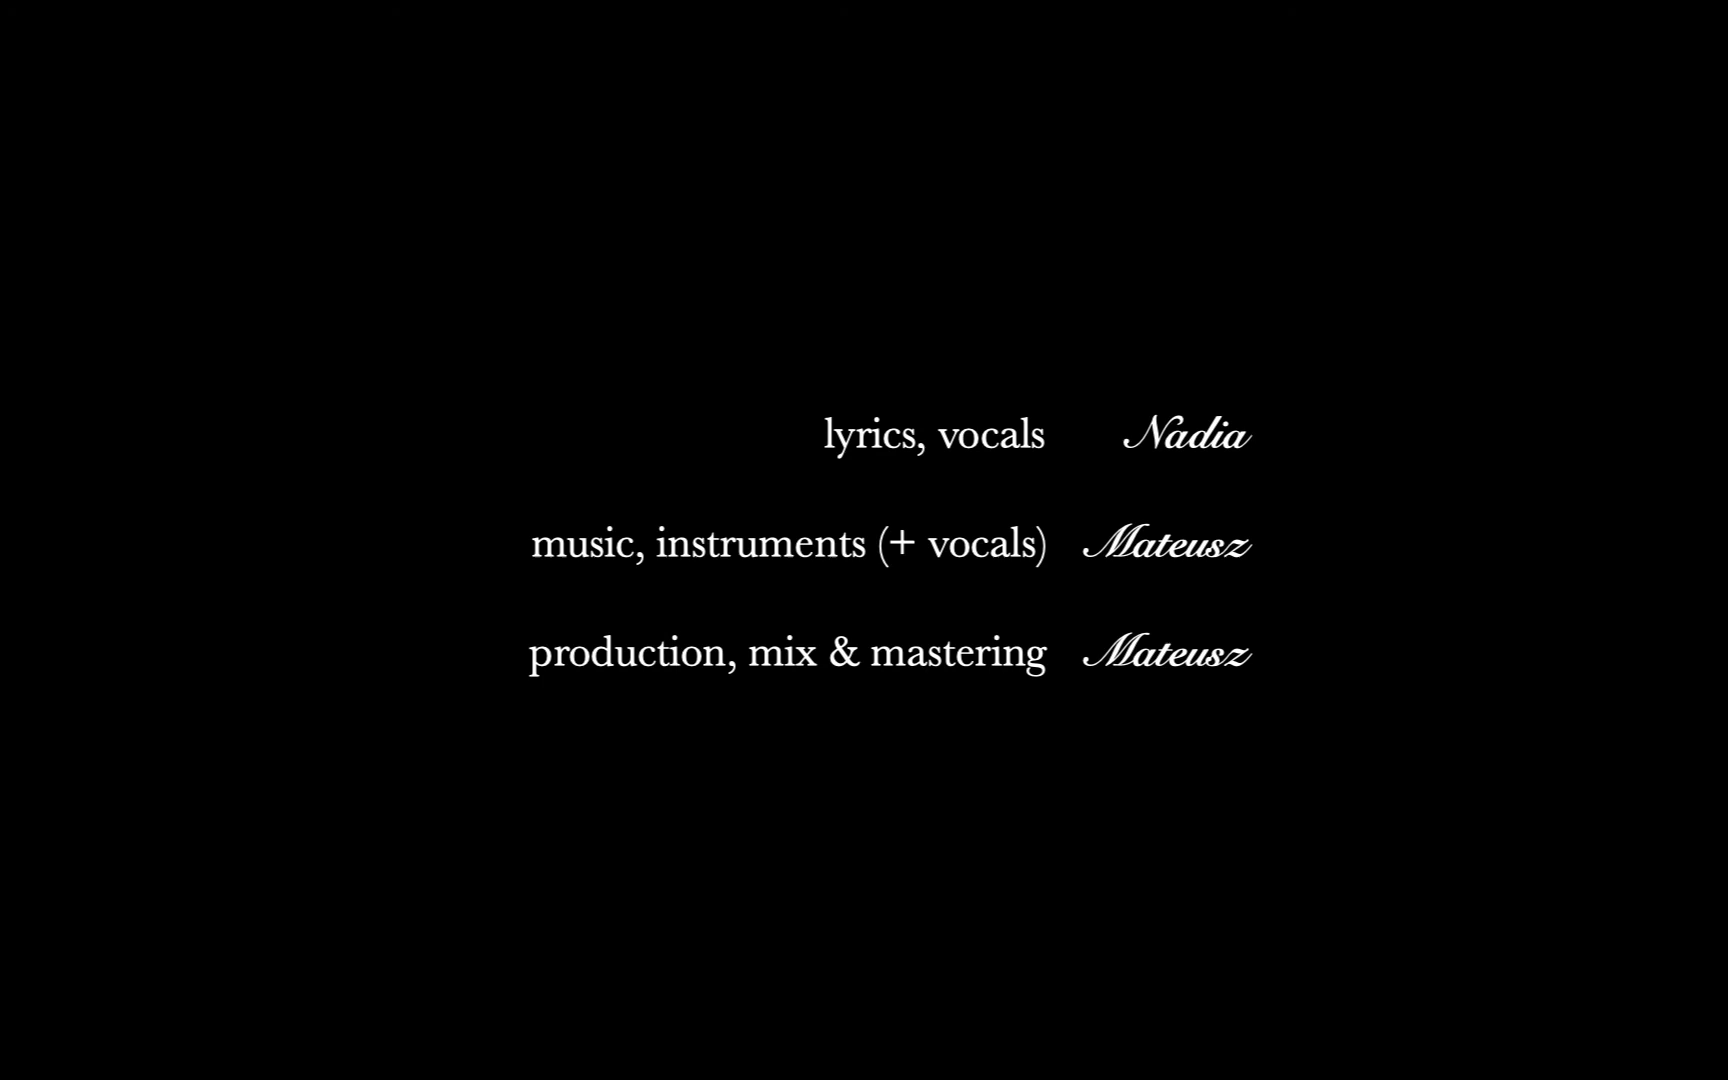 lyrics, vocals Nadia
music, instruments (+ vocals) Mateusz
production, mix & mastering Mateusz